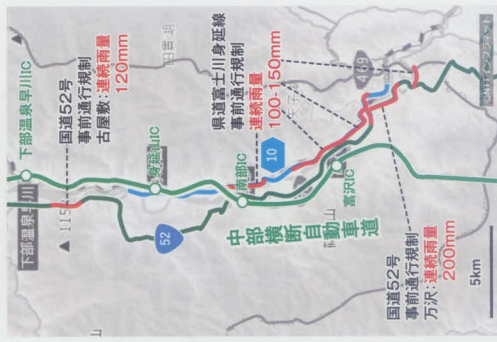 下部温泉早川IC
国道52号
事前通行規制
古屋敷:連続雨量
120mm
下部温泉早川
身延山IC
52
県道富士川身延線
事前通行規制
連続雨量
100-150mm
南部IC
10
469
富沢IC
中部横断自動車道
国道52号
事前通行規制
万沢:連続雨量
200mm
5km